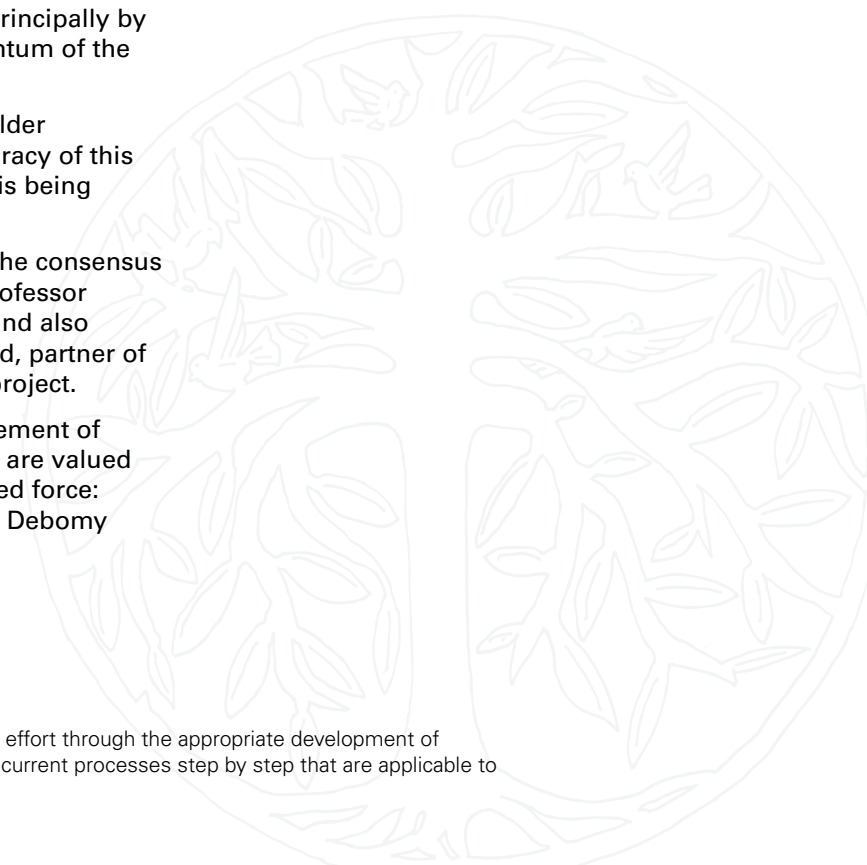 rincipally by
ntum of the
lder
racy of this
is being
he consensus
ofessor
nd also
d, partner of
project.
ement of
are valued
ed force:
Debomy
effort through the appropriate development of
current processes step by step that are applicable to